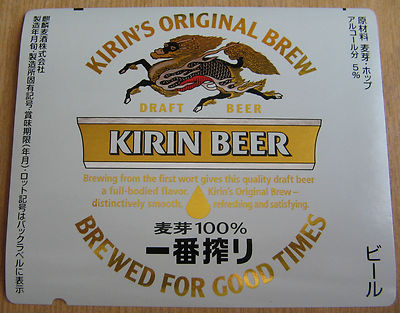 KIRIN'S ORIGINAL BREW
DRAFT BEER
KIRIN BEER
Brewing from the first wort gives this quality draft beer
a full-bodied flavor. Kirin's Original Brew–
distinctively smooth, refreshing and satisfying.
麦芽100%
一番搾り
BREWED FOR GOOD TIMES
原材料 麦芽・ホップ
アルコール分 5%
ビール
麒麟麦酒株式会社
製造年月旬、製造所固有記号・賞味期限(年月)・ロット記号はバックラベルに表示